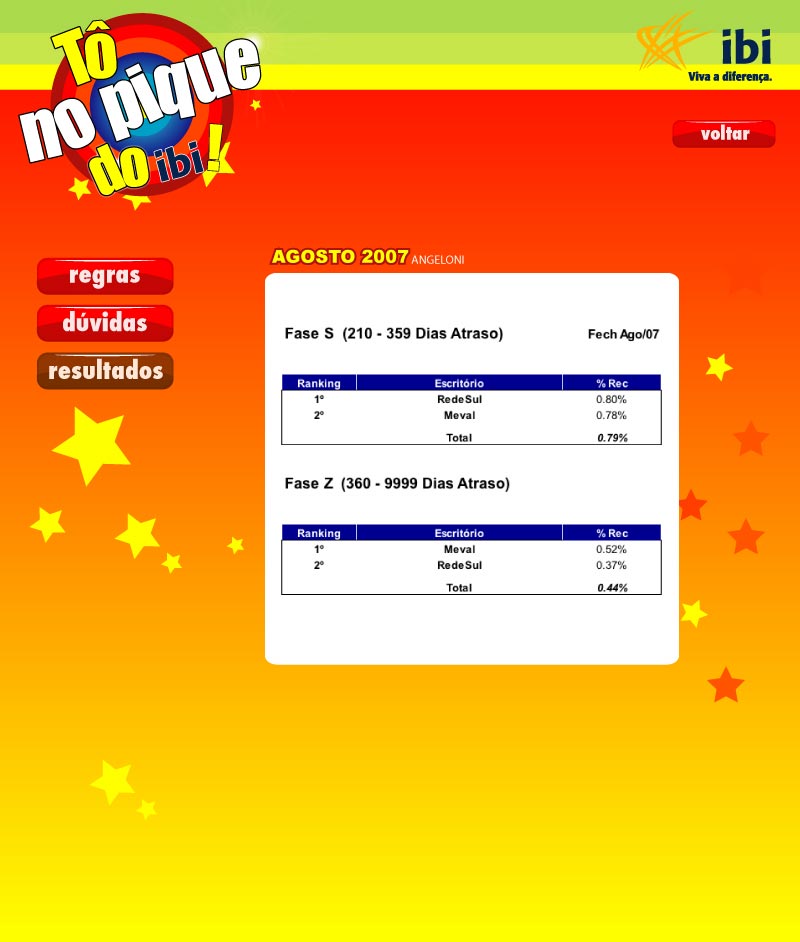 Tô
no pique
do ibi!
ibi
Viva a diferença.
voltar
AGOSTO 2007 ANGELONI
regras
dúvidas
resultados
Fase S (210 - 359 Dias Atraso) Fech Ago/07
Ranking Escritório % Rec
1º RedeSul 0.80%
2º Meval 0.78%
Total 0.79%
Fase Z (360 - 9999 Dias Atraso)
Ranking Escritório % Rec
1º Meval 0.52%
2º RedeSul 0.37%
Total 0.44%